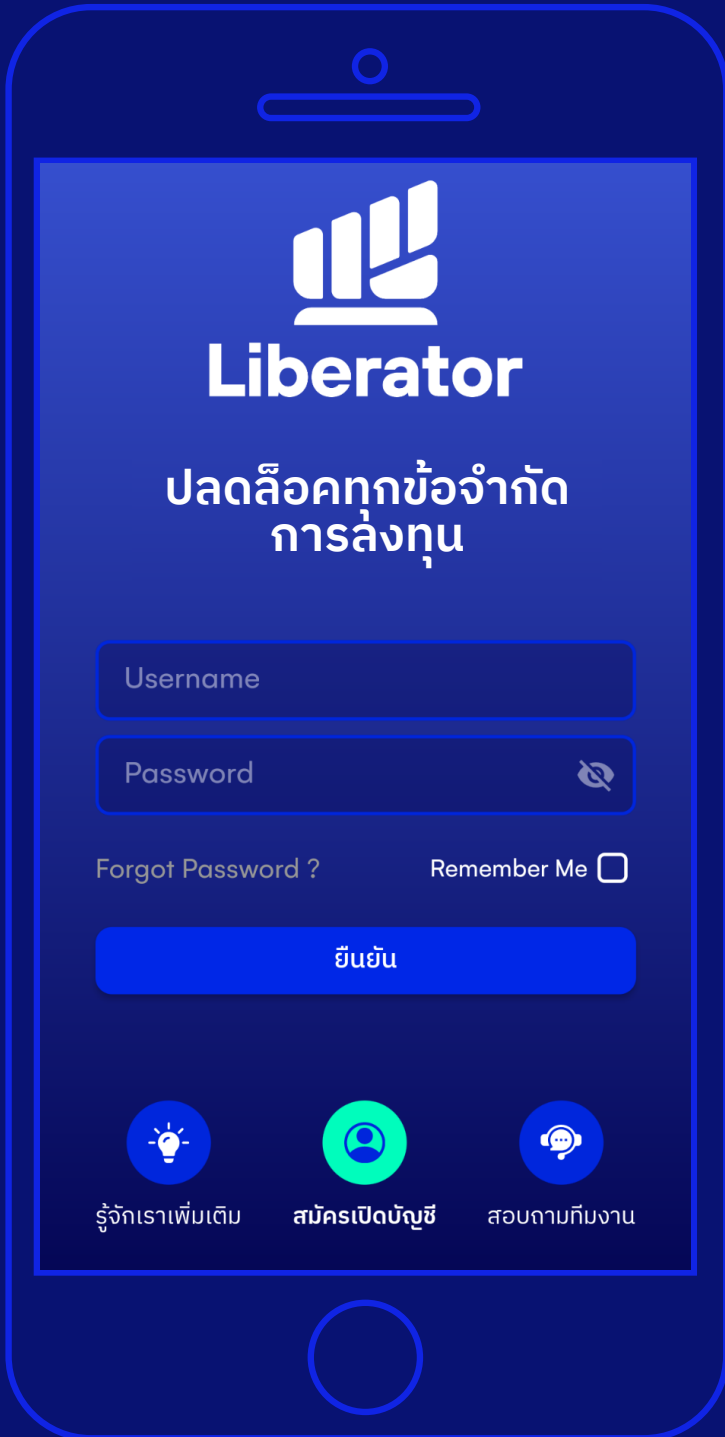 Liberator
ปลดล็อคทุกข้อจำกัด
การลงทุน
Username
Password
Forgot Password ?
Remember Me
ยืนยัน
รู้จักเราเพิ่มเติม
สมัครเปิดบัญชี
สอบถามทีมงาน